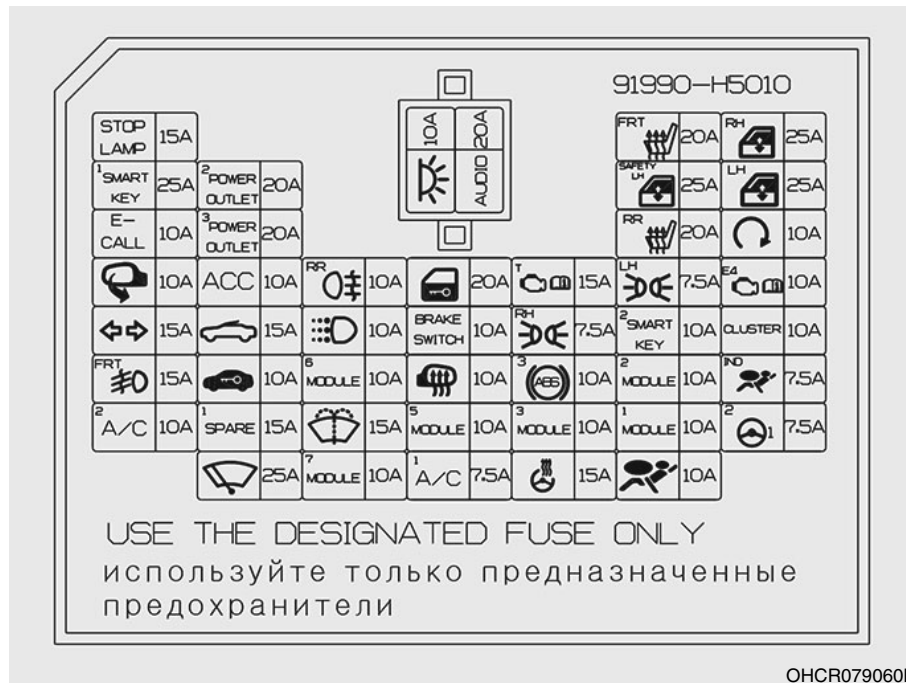 91990-H5010
10A 20A
AUDIO
STOP LAMP 15A
FRT 20A RH 25A
1 SMART KEY 25A 2 POWER OUTLET 20A
SAFETY LH 25A LH 25A
E-CALL 10A 3 POWER OUTLET 20A
RR 20A 10A
10A ACC 10A RR 10A 20A T 15A LH 7.5A E4 10A
15A 15A 10A BRAKE SWITCH 10A RH 7.5A 2 SMART KEY 10A CLUSTER 10A
FRT 15A 10A 6 MODULE 10A 10A 3 ABS 10A 2 MODULE 10A IND 7.5A
2 A/C 10A 1 SPARE 15A 15A 5 MODULE 10A 3 MODULE 10A 1 MODULE 10A 2 1 7.5A
25A 7 MODULE 10A 1 A/C 7.5A 15A 10A
USE THE DESIGNATED FUSE ONLY
используйте только предназначенные
предохранители